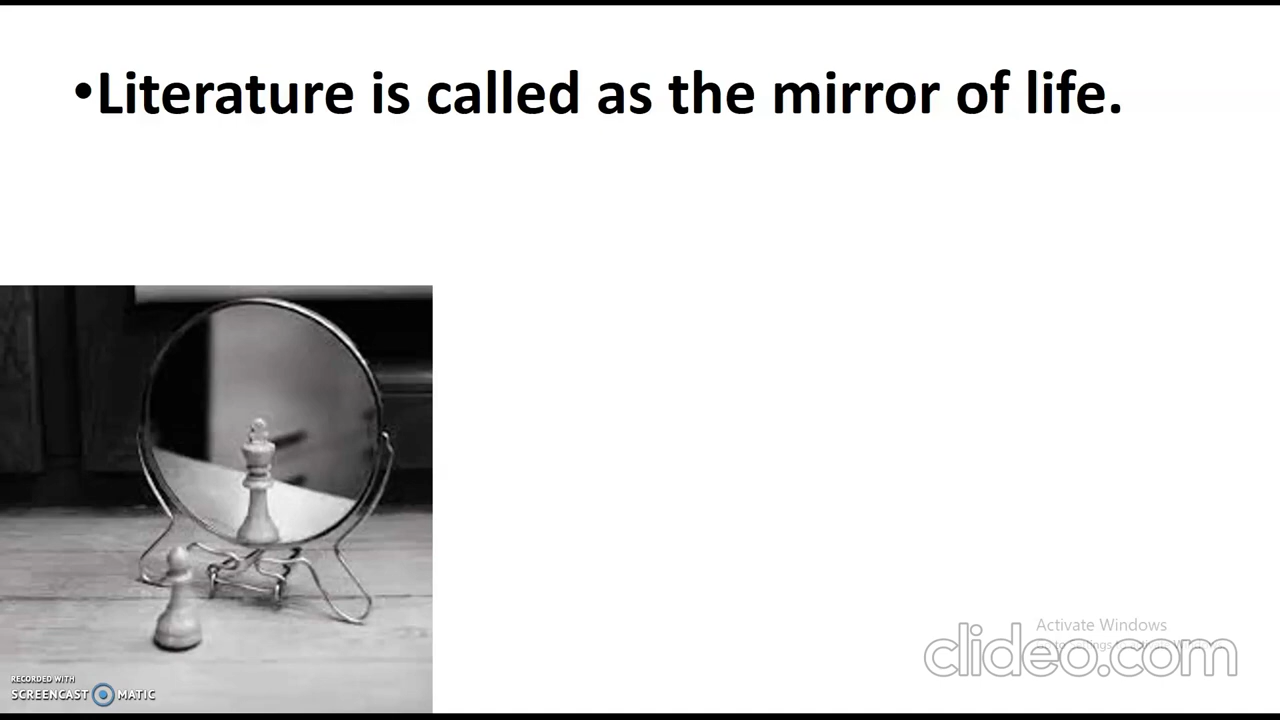 •Literature is called as the mirror of life.
Activate Windows
clideo.com
RECORDED WITH
SCREENCAST MATIC